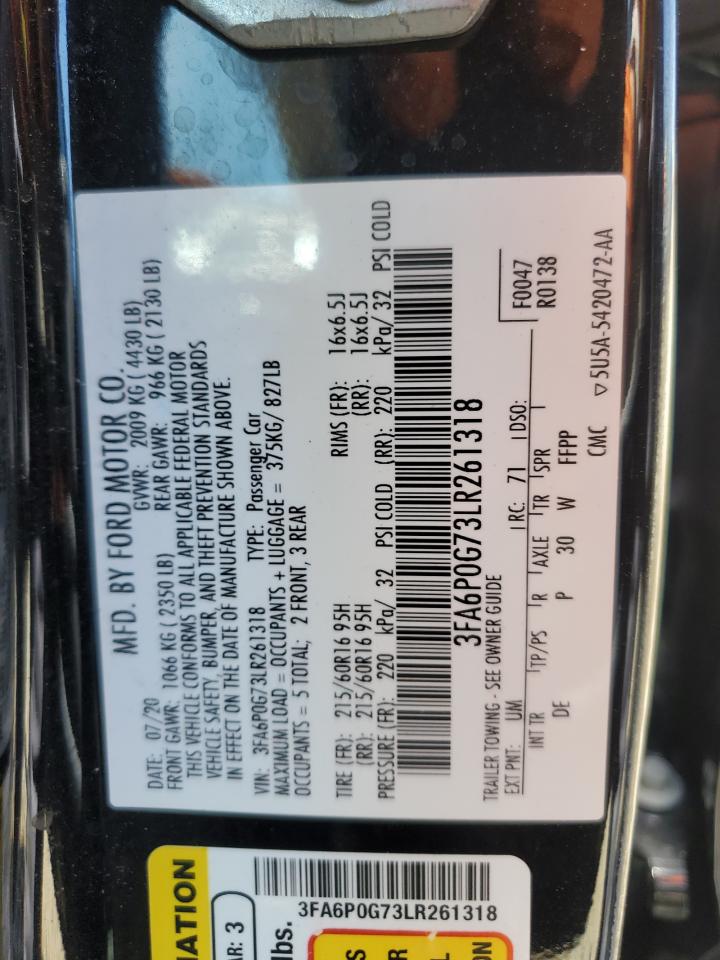 MFD. BY FORD MOTOR CO.
DATE: 07/20 GVWR: 2009 KG ( 4430 LB)
FRONT GAWR: 1066 KG ( 2350 LB) REAR GAWR: 966 KG ( 2130 LB)
THIS VEHICLE CONFORMS TO ALL APPLICABLE FEDERAL MOTOR
VEHICLE SAFETY, BUMPER, AND THEFT PREVENTION STANDARDS
IN EFFECT ON THE DATE OF MANUFACTURE SHOWN ABOVE.
VIN: 3FA6P0G73LR261318 TYPE: Passenger Car
MAXIMUM LOAD = OCCUPANTS + LUGGAGE = 375KG/ 827LB
OCCUPANTS = 5 TOTAL; 2 FRONT, 3 REAR
TIRE (FR): 215/60R16 95H RIMS (FR): 16x6.5J
(RR): 215/60R16 95H (RR): 16x6.5J
PRESSURE (FR): 220 kPa/ 32 PSI COLD (RR): 220 kPa/ 32 PSI COLD
3FA6P0G73LR261318
TRAILER TOWING - SEE OWNER GUIDE
EXT PNT: UM RC: 71 DSO: F0047
R0138
INT TR TP/PS R AXLE TR SPR
DE P 30 W FFPP
CMC ▽5U5A-5420472-AA
3FA6P0G73LR261318